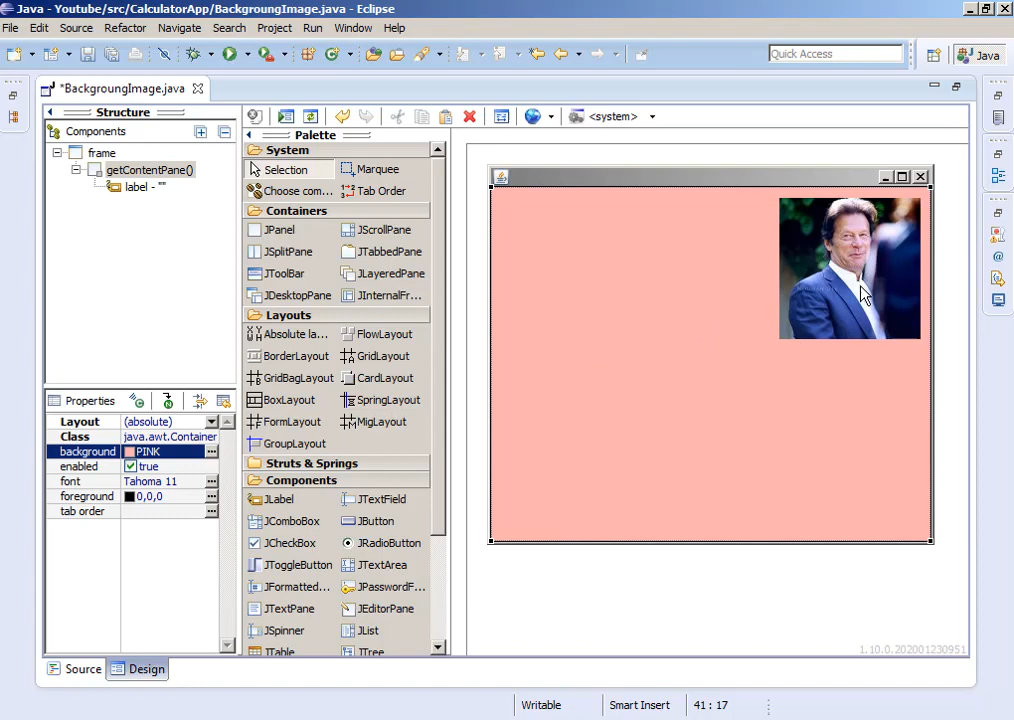 Java - Youtube/src/CalculatorApp/BackgroungImage.java - Eclipse
File Edit Source Refactor Navigate Search Project Run Window Help
Quick Access
Java
*BackgroungImage.java
Structure
Components
frame
getContentPane()
label - ""
Properties
Layout (absolute)
Class java.awt.Container
background PINK
enabled true
font Tahoma 11
foreground 0,0,0
tab order
<system>
Palette
System
Selection Marquee
Choose com... Tab Order
Containers
JPanel JScrollPane
JSplitPane JTabbedPane
JToolBar JLayeredPane
JDesktopPane JInternalFr...
Layouts
Absolute la... FlowLayout
BorderLayout GridLayout
GridBagLayout CardLayout
BoxLayout SpringLayout
FormLayout MigLayout
GroupLayout
Struts & Springs
Components
JLabel JTextField
JComboBox JButton
JCheckBox JRadioButton
JToggleButton JTextArea
JFormatted... JPasswordF...
JTextPane JEditorPane
JSpinner JList
JTable JTree
1.10.0.202001230951
Source Design
Writable Smart Insert 41 : 17